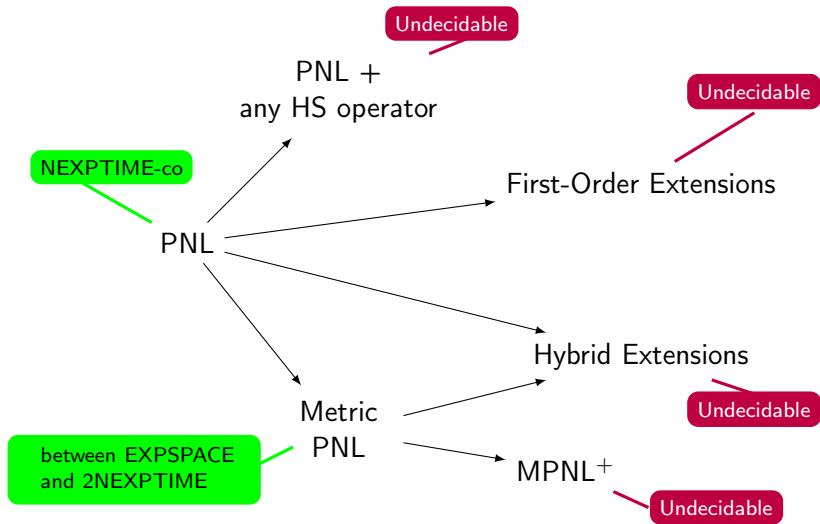 Undecidable
PNL +
any HS operator
Undecidable
NEXPTIME-co
First-Order Extensions
PNL
Hybrid Extensions
Metric
PNL
Undecidable
between EXPSPACE
and 2NEXPTIME
MPNL⁺
Undecidable